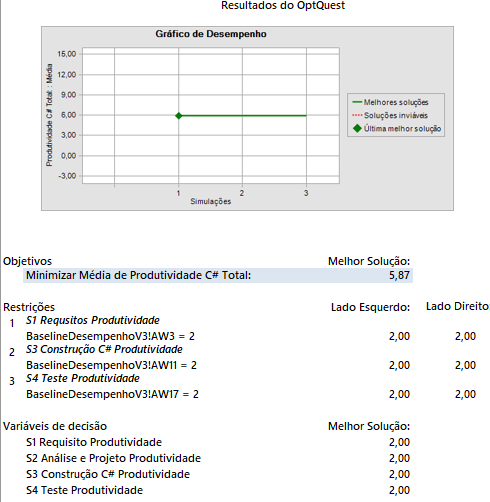 Resultados do OptQuest
Gráfico de Desempenho
Produtividade C# Total: : Média
15,00
12,00
9,00
6,00
3,00
0,00
-3,00
1
2
3
Simulações
Melhores soluções
Soluções inviáveis
Última melhor solução
Objetivos Melhor Solução:
Minimizar Média de Produtividade C# Total: 5,87
Restrições Lado Esquerdo: Lado Direito
1 S1 Requsitos Produtividade
BaselineDesempenhoV3!AW3 = 2 2,00 2,00
2 S3 Construção C# Produtividade
BaselineDesempenhoV3!AW11 = 2 2,00 2,00
3 S4 Teste Produtividade
BaselineDesempenhoV3!AW17 = 2 2,00 2,00
Variáveis de decisão Melhor Solução:
S1 Requisito Produtividade 2,00
S2 Análise e Projeto Produtividade 2,00
S3 Construção C# Produtividade 2,00
S4 Teste Produtividade 2,00